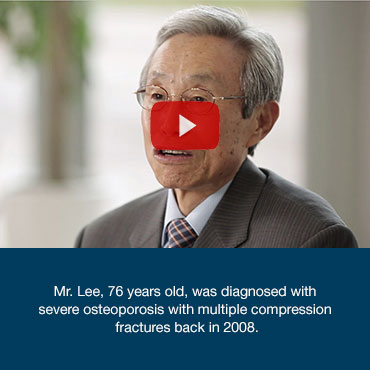 Mr. Lee, 76 years old, was diagnosed with
severe osteoporosis with multiple compression
fractures back in 2008.